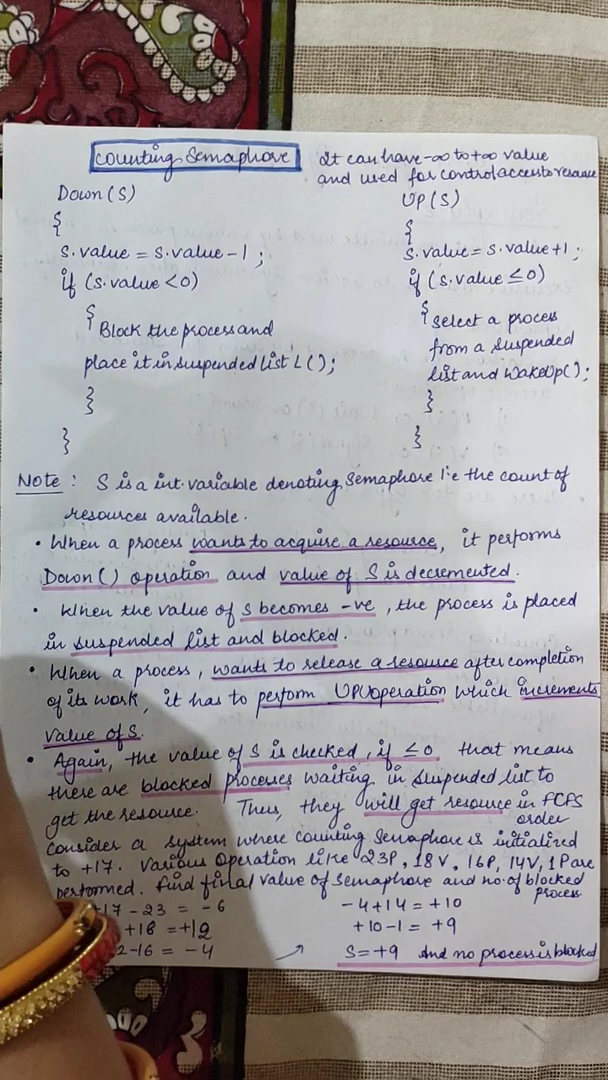 Counting Semaphore
It can have -∞ to +∞ value
and used for control access to resource
Down (S)
{
S.value = S.value - 1 ;
if (S.value < 0)
{
Block the process and
place it in suspended list L ( ) ;
}
}
UP (S)
{
S.value = S.value + 1 ;
if (S.value ≤ 0)
{
Select a process
from a suspended
list and wakeUp( ) ;
}
}
Note : S is a int. variable denoting Semaphore i.e the count of
resources available.
• When a process wants to acquire a resource, it performs
Down ( ) operation and value of S is decremented.
• When the value of S becomes -ve, the process is placed
in suspended list and blocked.
• When a process, wants to release a resource after completion
of its work, it has to perform UP() operation which increments
value of S.
• Again, the value of S is checked, if ≤ 0 that means
there are blocked processes waiting in suspended list to
get the resource. Thus, they will get resource in FCFS
order
Consider a system where counting Semaphore is initialized
to +17. Various operation like 23P, 18V, 16P, 14V, 1P are
performed. Find final value of Semaphore and no. of blocked
process
17 - 23 = -6
+ 18 = +12
2 - 16 = -4
-4 + 14 = +10
+10 - 1 = +9
→ S = +9 And no process is blocked